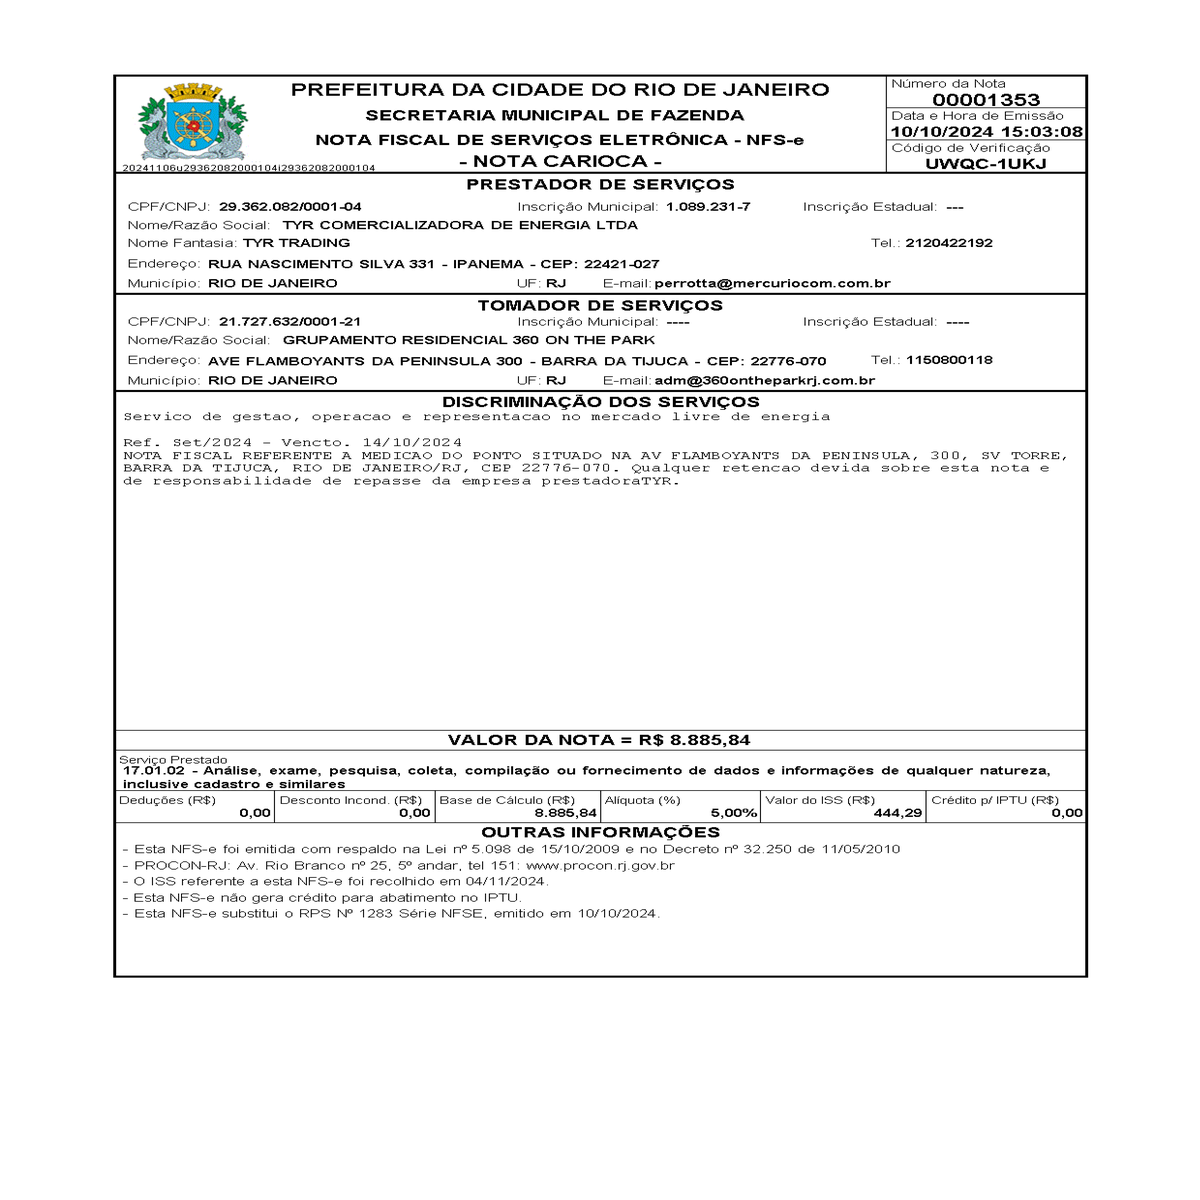 PREFEITURA DA CIDADE DO RIO DE JANEIRO
SECRETARIA MUNICIPAL DE FAZENDA
NOTA FISCAL DE SERVIÇOS ELETRÔNICA - NFS-e
- NOTA CARIOCA -
20241106u29362082000104i29362082000104
Número da Nota
00001353
Data e Hora de Emissão
10/10/2024 15:03:08
Código de Verificação
UWQC-1UKJ
PRESTADOR DE SERVIÇOS
CPF/CNPJ: 29.362.082/0001-04 Inscrição Municipal: 1.089.231-7 Inscrição Estadual: ---
Nome/Razão Social: TYR COMERCIALIZADORA DE ENERGIA LTDA
Nome Fantasia: TYR TRADING Tel.: 2120422192
Endereço: RUA NASCIMENTO SILVA 331 - IPANEMA - CEP: 22421-027
Município: RIO DE JANEIRO UF: RJ E-mail: perrotta@mercuriocom.com.br
TOMADOR DE SERVIÇOS
CPF/CNPJ: 21.727.632/0001-21 Inscrição Municipal: ---- Inscrição Estadual: ----
Nome/Razão Social: GRUPAMENTO RESIDENCIAL 360 ON THE PARK
Endereço: AVE FLAMBOYANTS DA PENINSULA 300 - BARRA DA TIJUCA - CEP: 22776-070 Tel.: 1150800118
Município: RIO DE JANEIRO UF: RJ E-mail: adm@360ontheparkrj.com.br
DISCRIMINAÇÃO DOS SERVIÇOS
Servico de gestao, operacao e representacao no mercado livre de energia
Ref. Set/2024 - Vencto. 14/10/2024
NOTA FISCAL REFERENTE A MEDICAO DO PONTO SITUADO NA AV FLAMBOYANTS DA PENINSULA, 300, SV TORRE,
BARRA DA TIJUCA, RIO DE JANEIRO/RJ, CEP 22776-070. Qualquer retencao devida sobre esta nota e
de responsabilidade de repasse da empresa prestadoraTYR.
VALOR DA NOTA = R$ 8.885,84
Serviço Prestado
17.01.02 - Análise, exame, pesquisa, coleta, compilação ou fornecimento de dados e informações de qualquer natureza,
inclusive cadastro e similares
Deduções (R$) Desconto Incond. (R$) Base de Cálculo (R$) Alíquota (%) Valor do ISS (R$) Crédito p/ IPTU (R$)
0,00 0,00 8.885,84 5,00% 444,29 0,00
OUTRAS INFORMAÇÕES
- Esta NFS-e foi emitida com respaldo na Lei nº 5.098 de 15/10/2009 e no Decreto nº 32.250 de 11/05/2010
- PROCON-RJ: Av. Rio Branco nº 25, 5º andar, tel 151: www.procon.rj.gov.br
- O ISS referente a esta NFS-e foi recolhido em 04/11/2024.
- Esta NFS-e não gera crédito para abatimento no IPTU.
- Esta NFS-e substitui o RPS Nº 1283 Série NFSE, emitido em 10/10/2024.